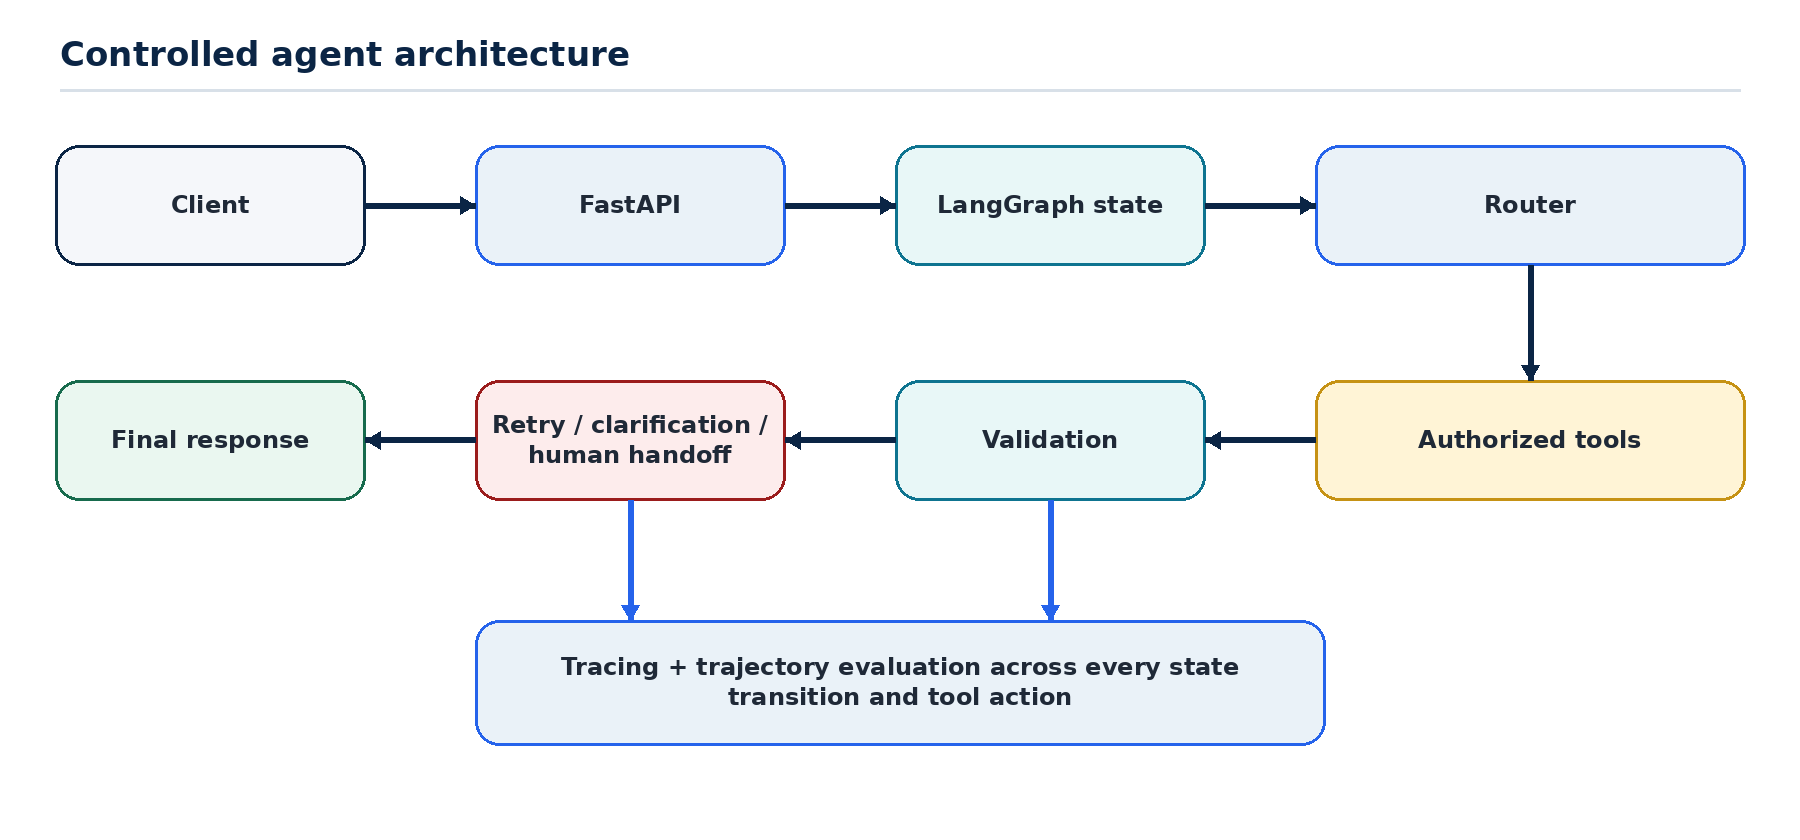 Controlled agent architecture
Client
FastAPI
LangGraph state
Router
Final response
Retry / clarification /
human handoff
Validation
Authorized tools
Tracing + trajectory evaluation across every state
transition and tool action